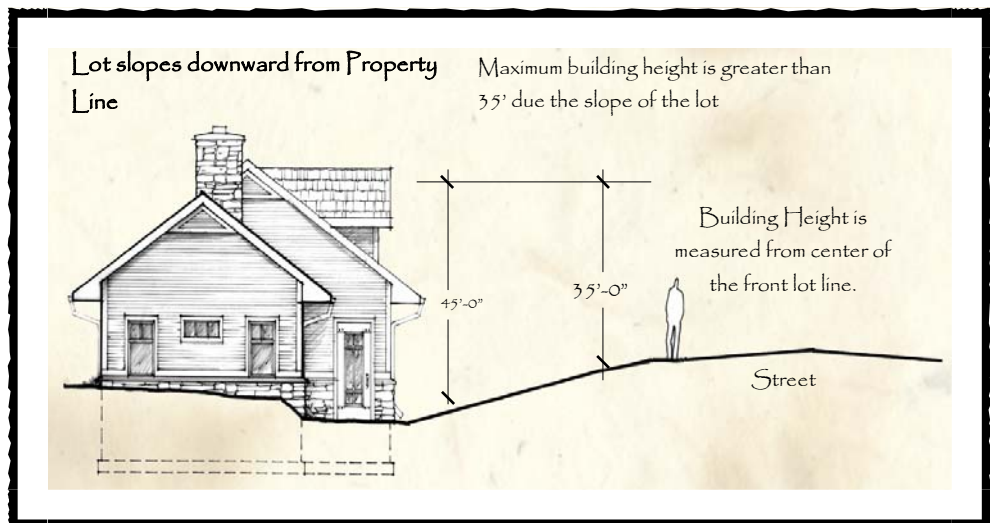 Lot slopes downward from Property
Line
Maximum building height is greater than
35' due the slope of the lot
Building Height is
measured from center of
the front lot line.
45'-0"
35'-0"
Street